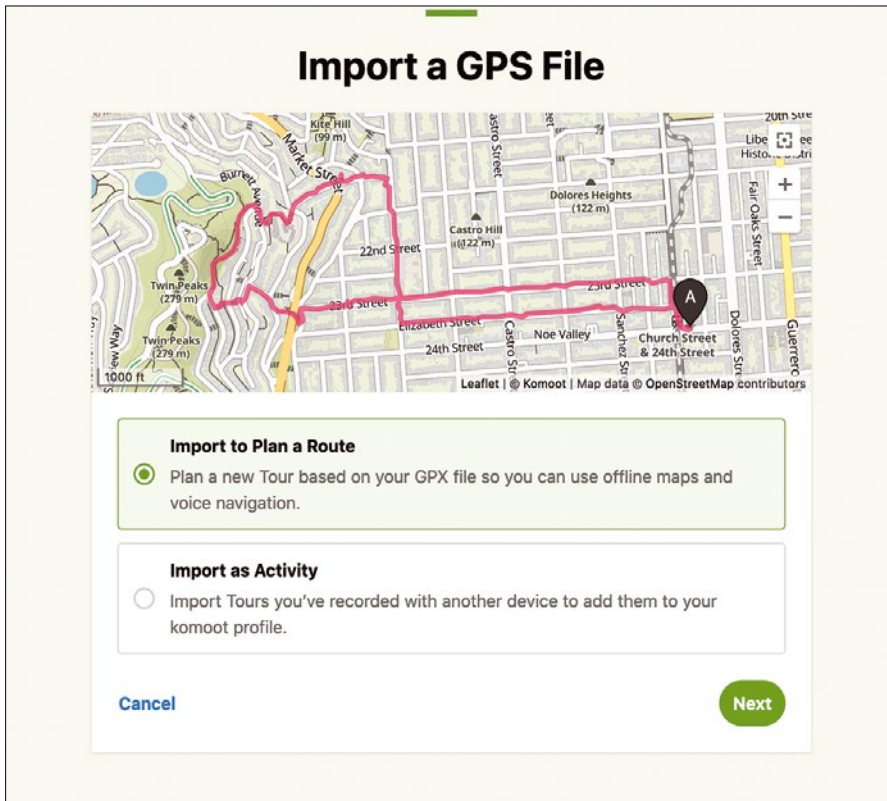 Import a GPS File
Kite Hill
(99 m)
Market Street
Burnett Avenue
Castro Street
20th Stre
Libe
Dolores Heights
(122 m)
Castro Hill
(122 m)
Fair Oaks Street
22nd Street
Twin Peaks
(279 m)
23rd Street
23rd Street
A
Elizabeth Street
Twin Peaks
(279 m)
Noe Valley
Church Street
& 24th Street
24th Street
Castro Str
Sanchez St
Dolores Stre
Guerrero
1000 ft
Leaflet | © Komoot | Map data © OpenStreetMap contributors
Import to Plan a Route
Plan a new Tour based on your GPX file so you can use offline maps and
voice navigation.
Import as Activity
Import Tours you’ve recorded with another device to add them to your
komoot profile.
Cancel
Next